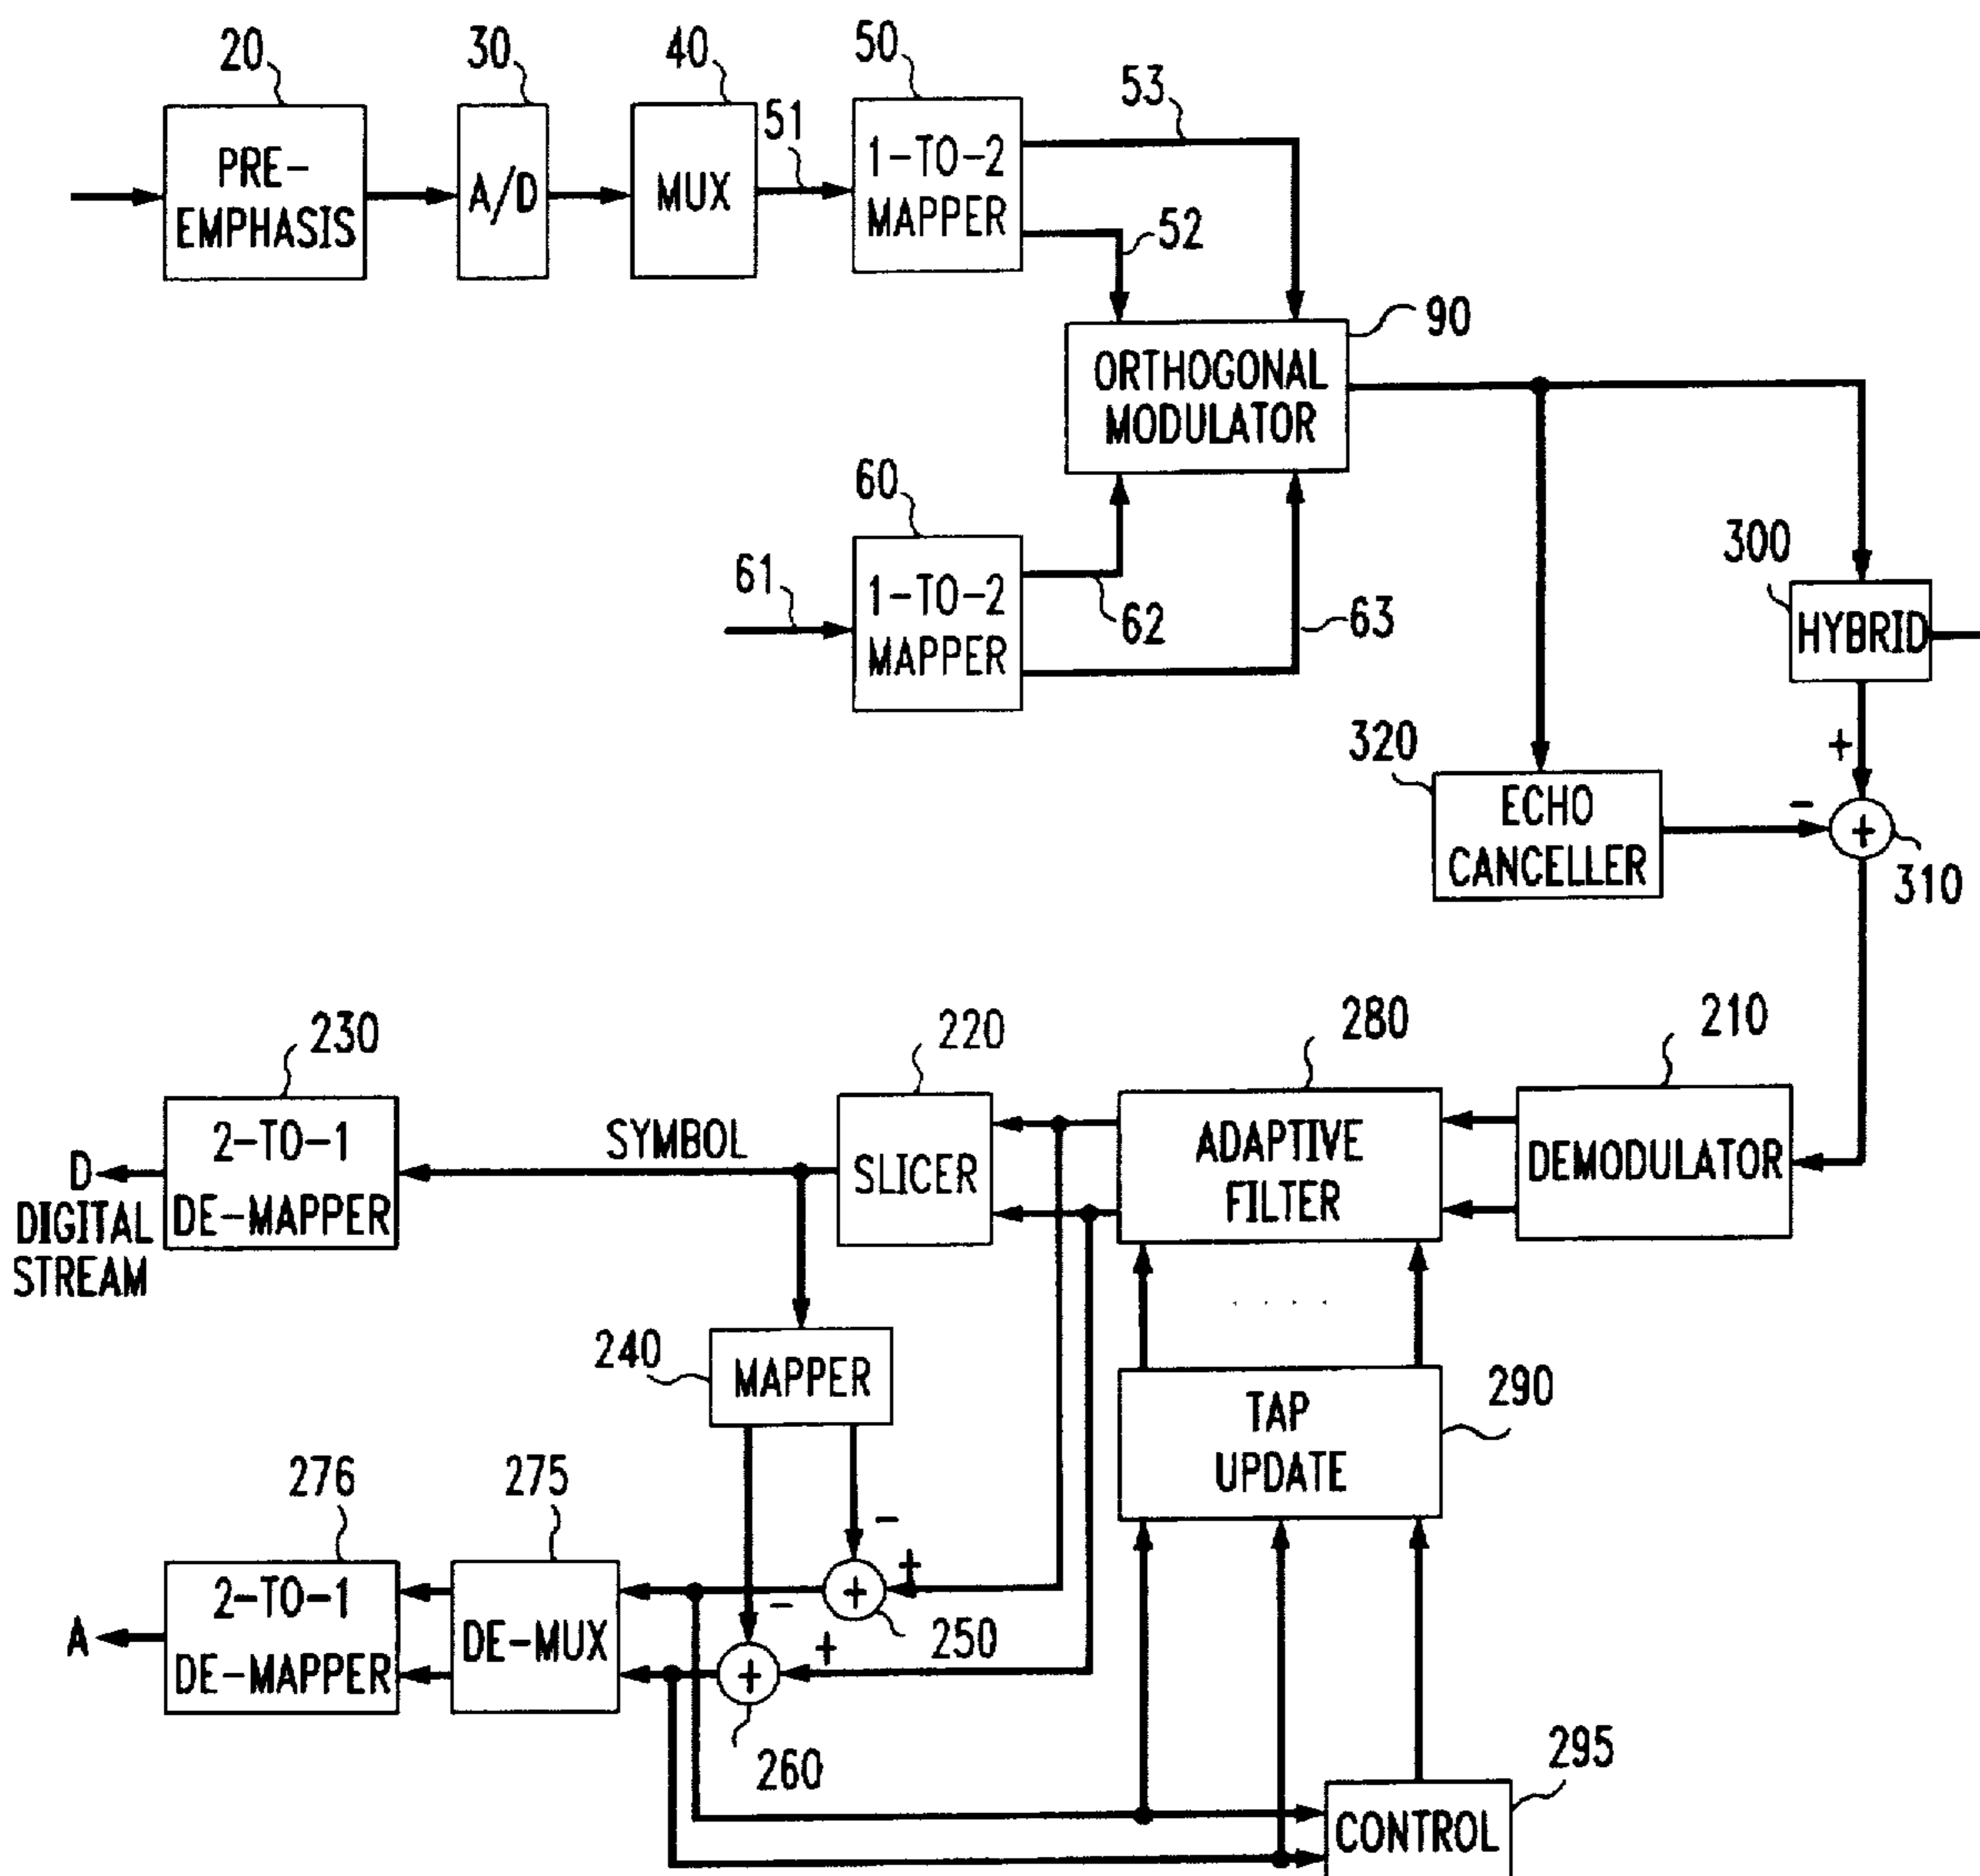 20
30
40
50
53
PRE-
EMPHASIS
A/D
MUX
51
1-TO-2
MAPPER
52
90
ORTHOGONAL
MODULATOR
60
61
1-TO-2
MAPPER
62
63
300
HYBRID
+
320
ECHO
CANCELLER
-
+
310
230
220
280
210
2-TO-1
DE-MAPPER
SYMBOL
SLICER
ADAPTIVE
FILTER
DEMODULATOR
D
DIGITAL
STREAM
240
MAPPER
TAP
UPDATE
290
276
275
-
+
+
250
2-TO-1
DE-MAPPER
DE-MUX
A
-
+
+
260
295
CONTROL